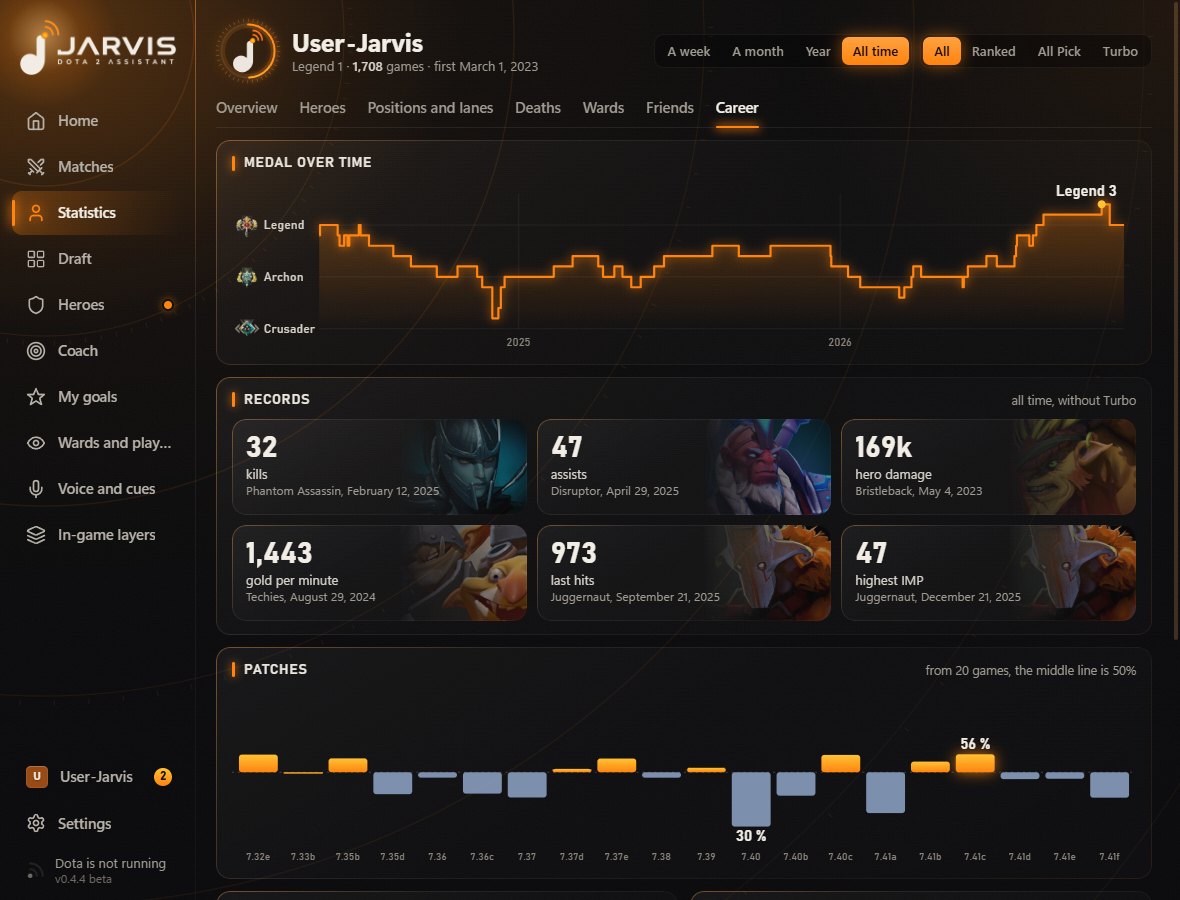 JARVIS
DOTA 2 ASSISTANT
Home
Matches
Statistics
Draft
Heroes
Coach
My goals
Wards and play...
Voice and cues
In-game layers
U User-Jarvis 2
Settings
Dota is not running
v0.4.4 beta
User-Jarvis
Legend 1 · 1,708 games · first March 1, 2023
A week A month Year All time All Ranked All Pick Turbo
Overview Heroes Positions and lanes Deaths Wards Friends Career
MEDAL OVER TIME
Legend 3
Legend
Archon
Crusader
2025 2026
RECORDS all time, without Turbo
32
kills
Phantom Assassin, February 12, 2025
47
assists
Disruptor, April 29, 2025
169k
hero damage
Bristleback, May 4, 2023
1,443
gold per minute
Techies, August 29, 2024
973
last hits
Juggernaut, September 21, 2025
47
highest IMP
Juggernaut, December 21, 2025
PATCHES from 20 games, the middle line is 50%
56 %
30 %
7.32e 7.33b 7.35b 7.35d 7.36 7.36c 7.37 7.37d 7.37e 7.38 7.39 7.40 7.40b 7.40c 7.41a 7.41b 7.41c 7.41d 7.41e 7.41f